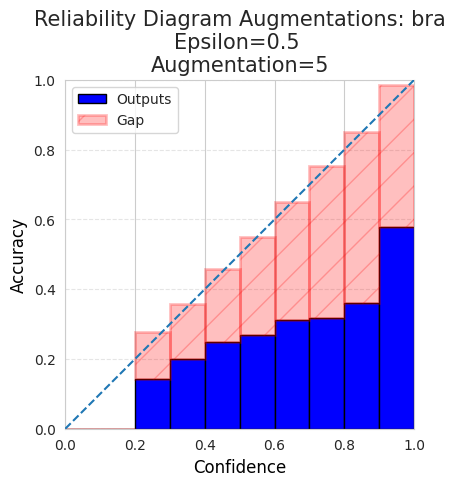 Reliability Diagram Augmentations: bra
Epsilon=0.5
Augmentation=5
1.0
Outputs
Gap
0.8
0.6
0.4
0.2
0.0
Accuracy
0.0 0.2 0.4 0.6 0.8 1.0
Confidence